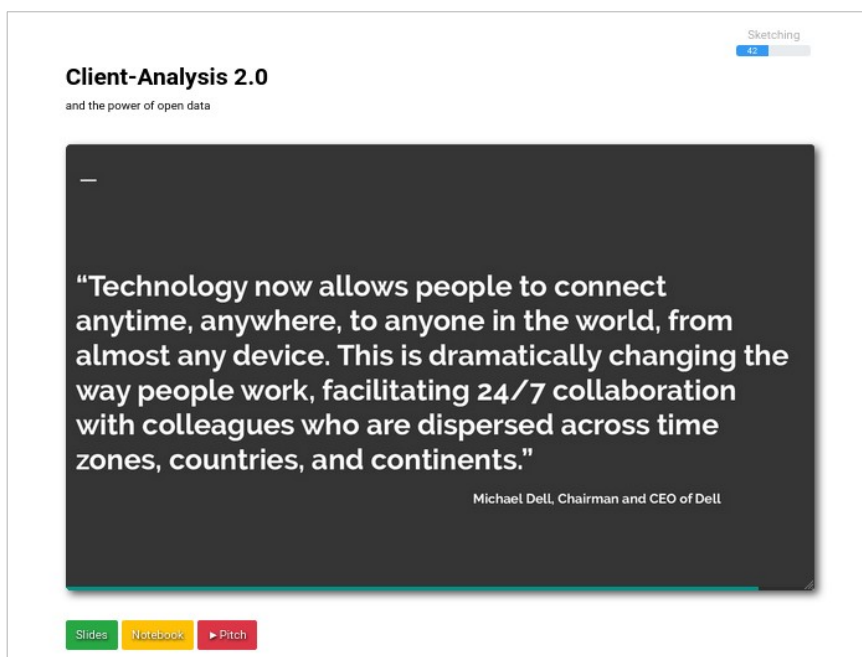 Sketching
42
Client-Analysis 2.0
and the power of open data
“Technology now allows people to connect
anytime, anywhere, to anyone in the world, from
almost any device. This is dramatically changing the
way people work, facilitating 24/7 collaboration
with colleagues who are dispersed across time
zones, countries, and continents.”
Michael Dell, Chairman and CEO of Dell
Slides Notebook ►Pitch